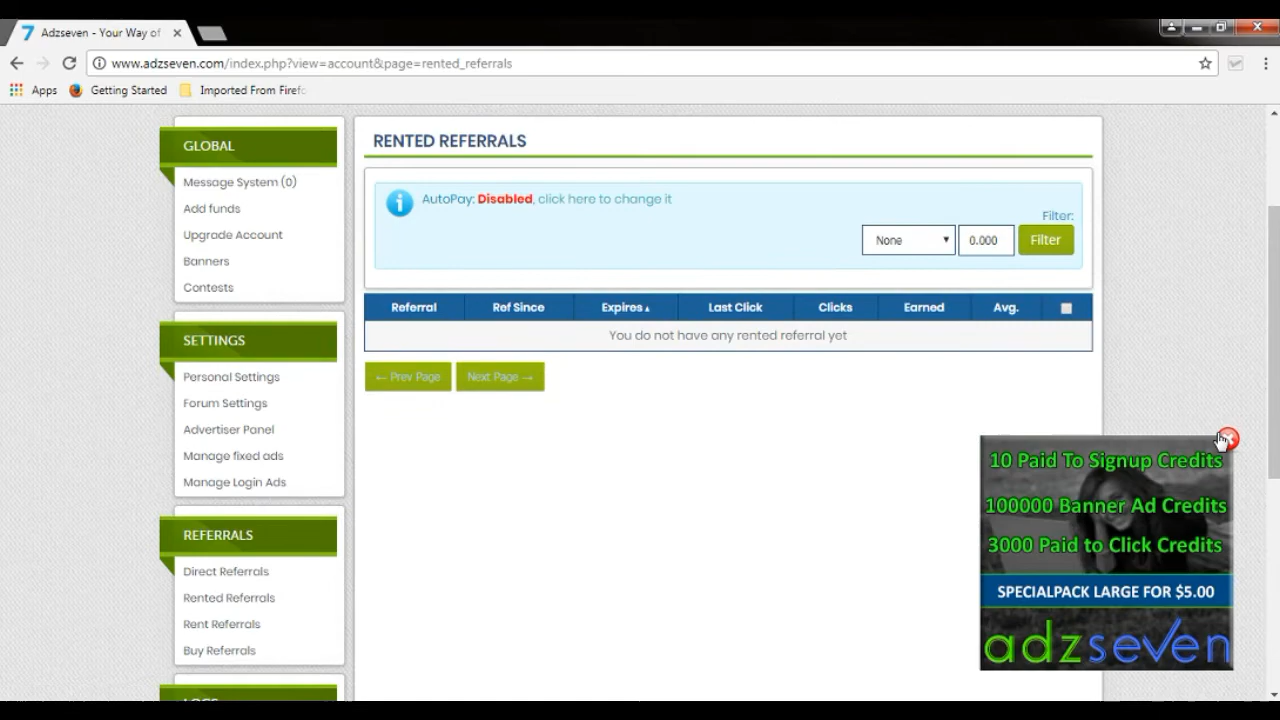 7 Adzseven - Your Way of
www.adzseven.com/index.php?view=account&page=rented_referrals
Apps Getting Started Imported From Firefo
GLOBAL
Message System (0)
Add funds
Upgrade Account
Banners
Contests
SETTINGS
Personal Settings
Forum Settings
Advertiser Panel
Manage fixed ads
Manage Login Ads
REFERRALS
Direct Referrals
Rented Referrals
Rent Referrals
Buy Referrals
RENTED REFERRALS
AutoPay: Disabled, click here to change it
Filter:
None 0.000 Filter
Referral Ref Since Expires Last Click Clicks Earned Avg.
You do not have any rented referral yet
← Prev Page Next Page →
10 Paid To Signup Credits
100000 Banner Ad Credits
3000 Paid to Click Credits
SPECIALPACK LARGE FOR $5.00
adzseven